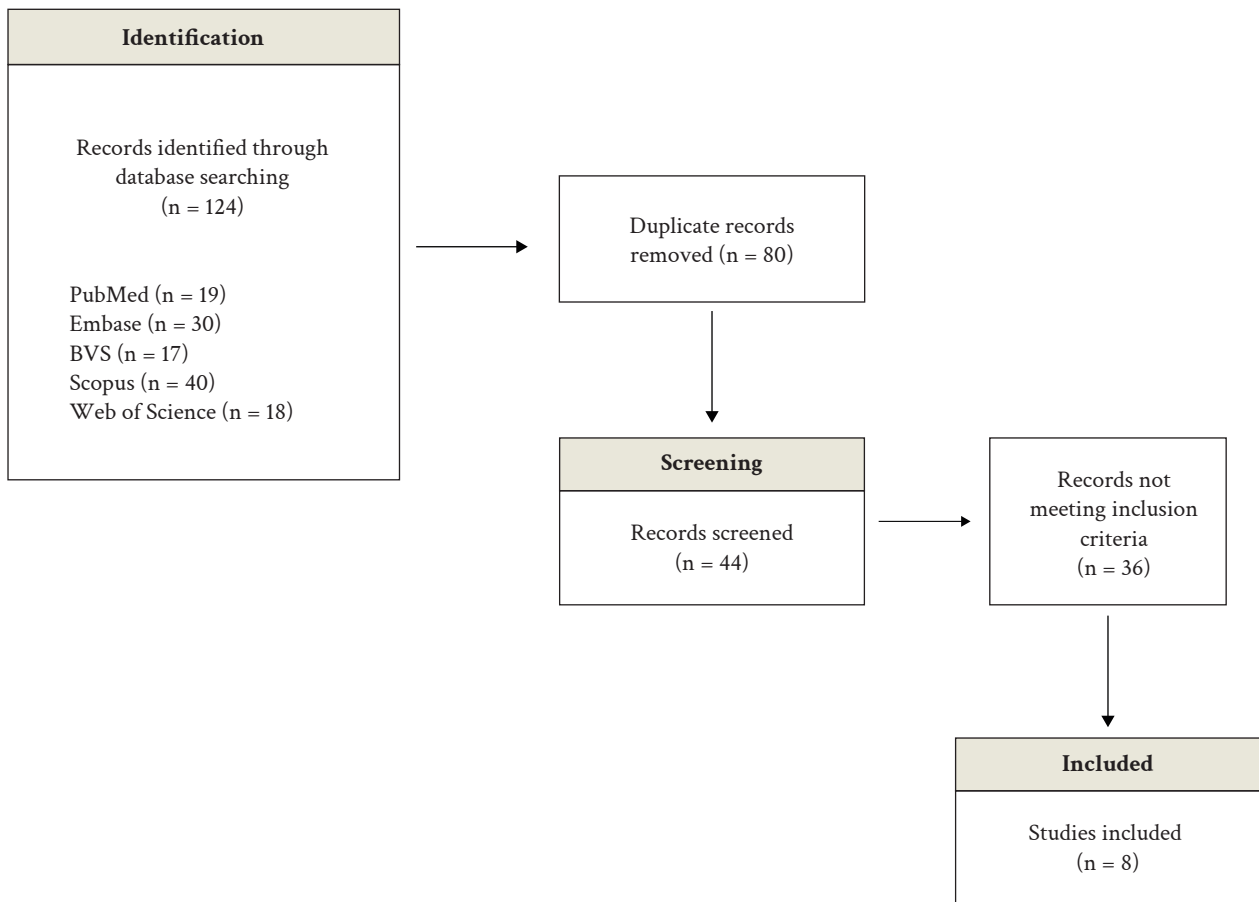 Identification
Records identified through
database searching
(n = 124)
PubMed (n = 19)
Embase (n = 30)
BVS (n = 17)
Scopus (n = 40)
Web of Science (n = 18)
Duplicate records
removed (n = 80)
Screening
Records screened
(n = 44)
Records not
meeting inclusion
criteria
(n = 36)
Included
Studies included
(n = 8)